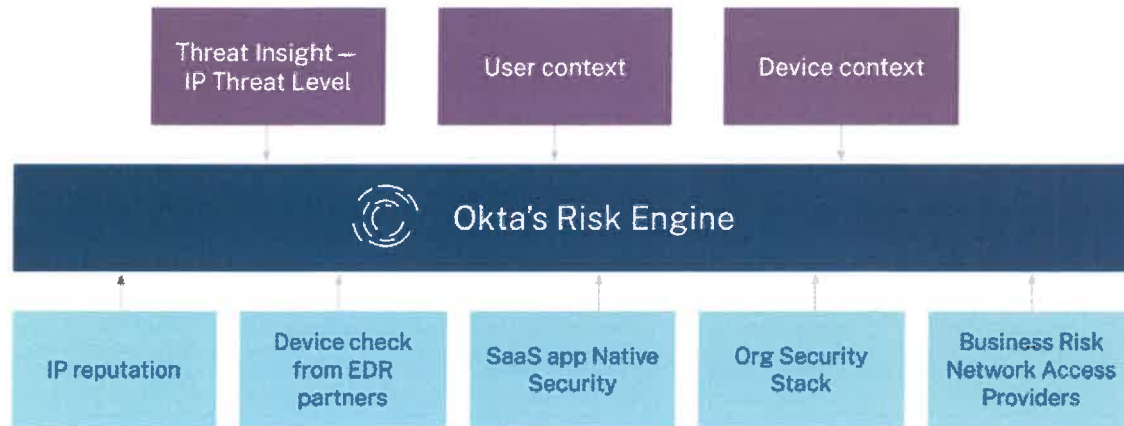 Threat Insight —
IP Threat Level
User context
Device context
Okta's Risk Engine
IP reputation
Device check
from EDR
partners
SaaS app Native
Security
Org Security
Stack
Business Risk
Network Access
Providers